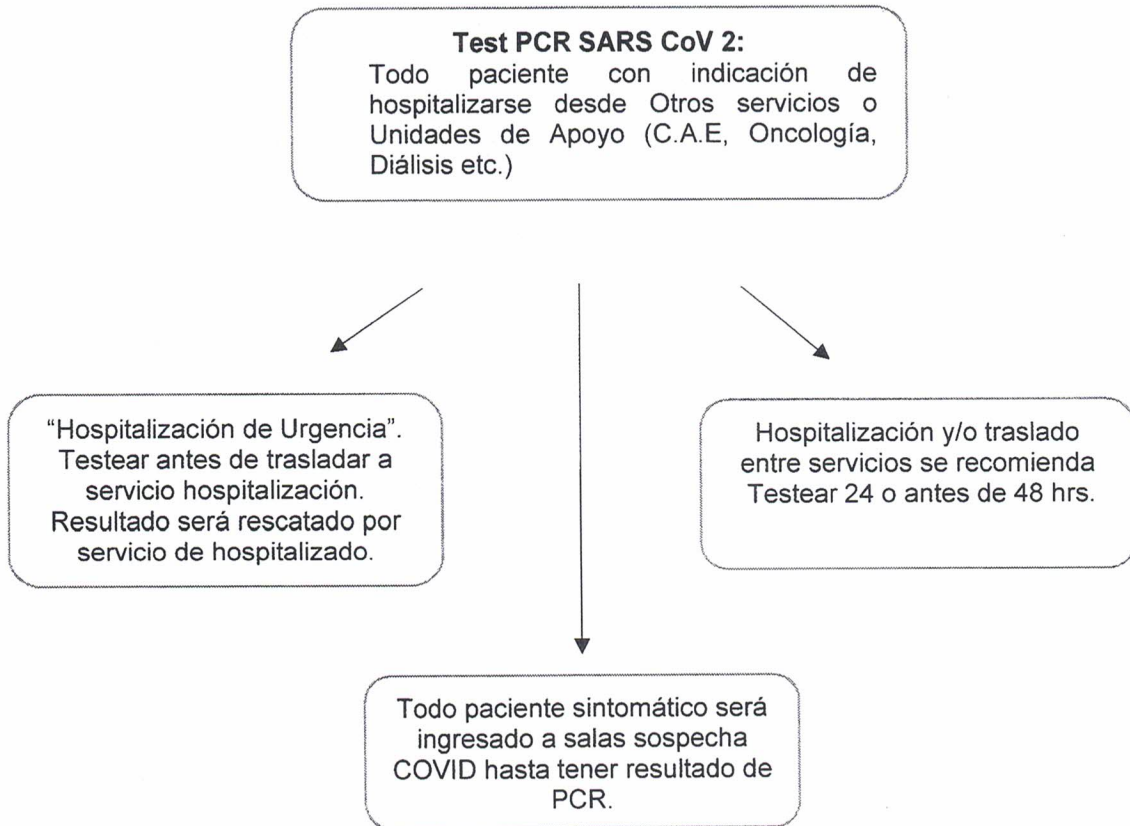 Test PCR SARS CoV 2:
Todo paciente con indicación de
hospitalizarse desde Otros servicios o
Unidades de Apoyo (C.A.E, Oncología,
Diálisis etc.)
“Hospitalización de Urgencia”.
Testear antes de trasladar a
servicio hospitalización.
Resultado será rescatado por
servicio de hospitalizado.
Hospitalización y/o traslado
entre servicios se recomienda
Testear 24 o antes de 48 hrs.
Todo paciente sintomático será
ingresado a salas sospecha
COVID hasta tener resultado de
PCR.